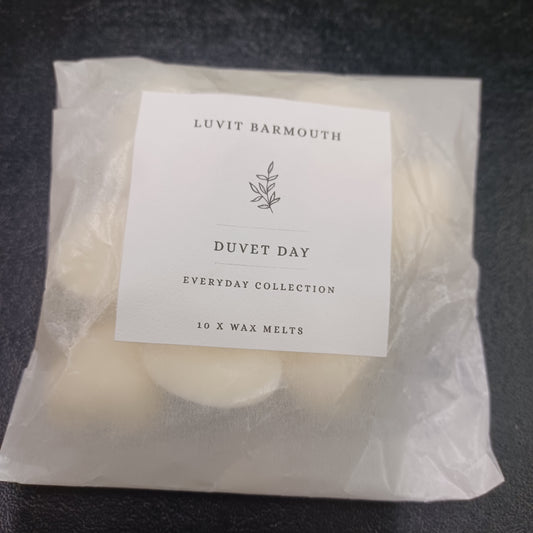 LUVIT BARMOUTH
DUVET DAY
EVERYDAY COLLECTION
10 X WAX MELTS